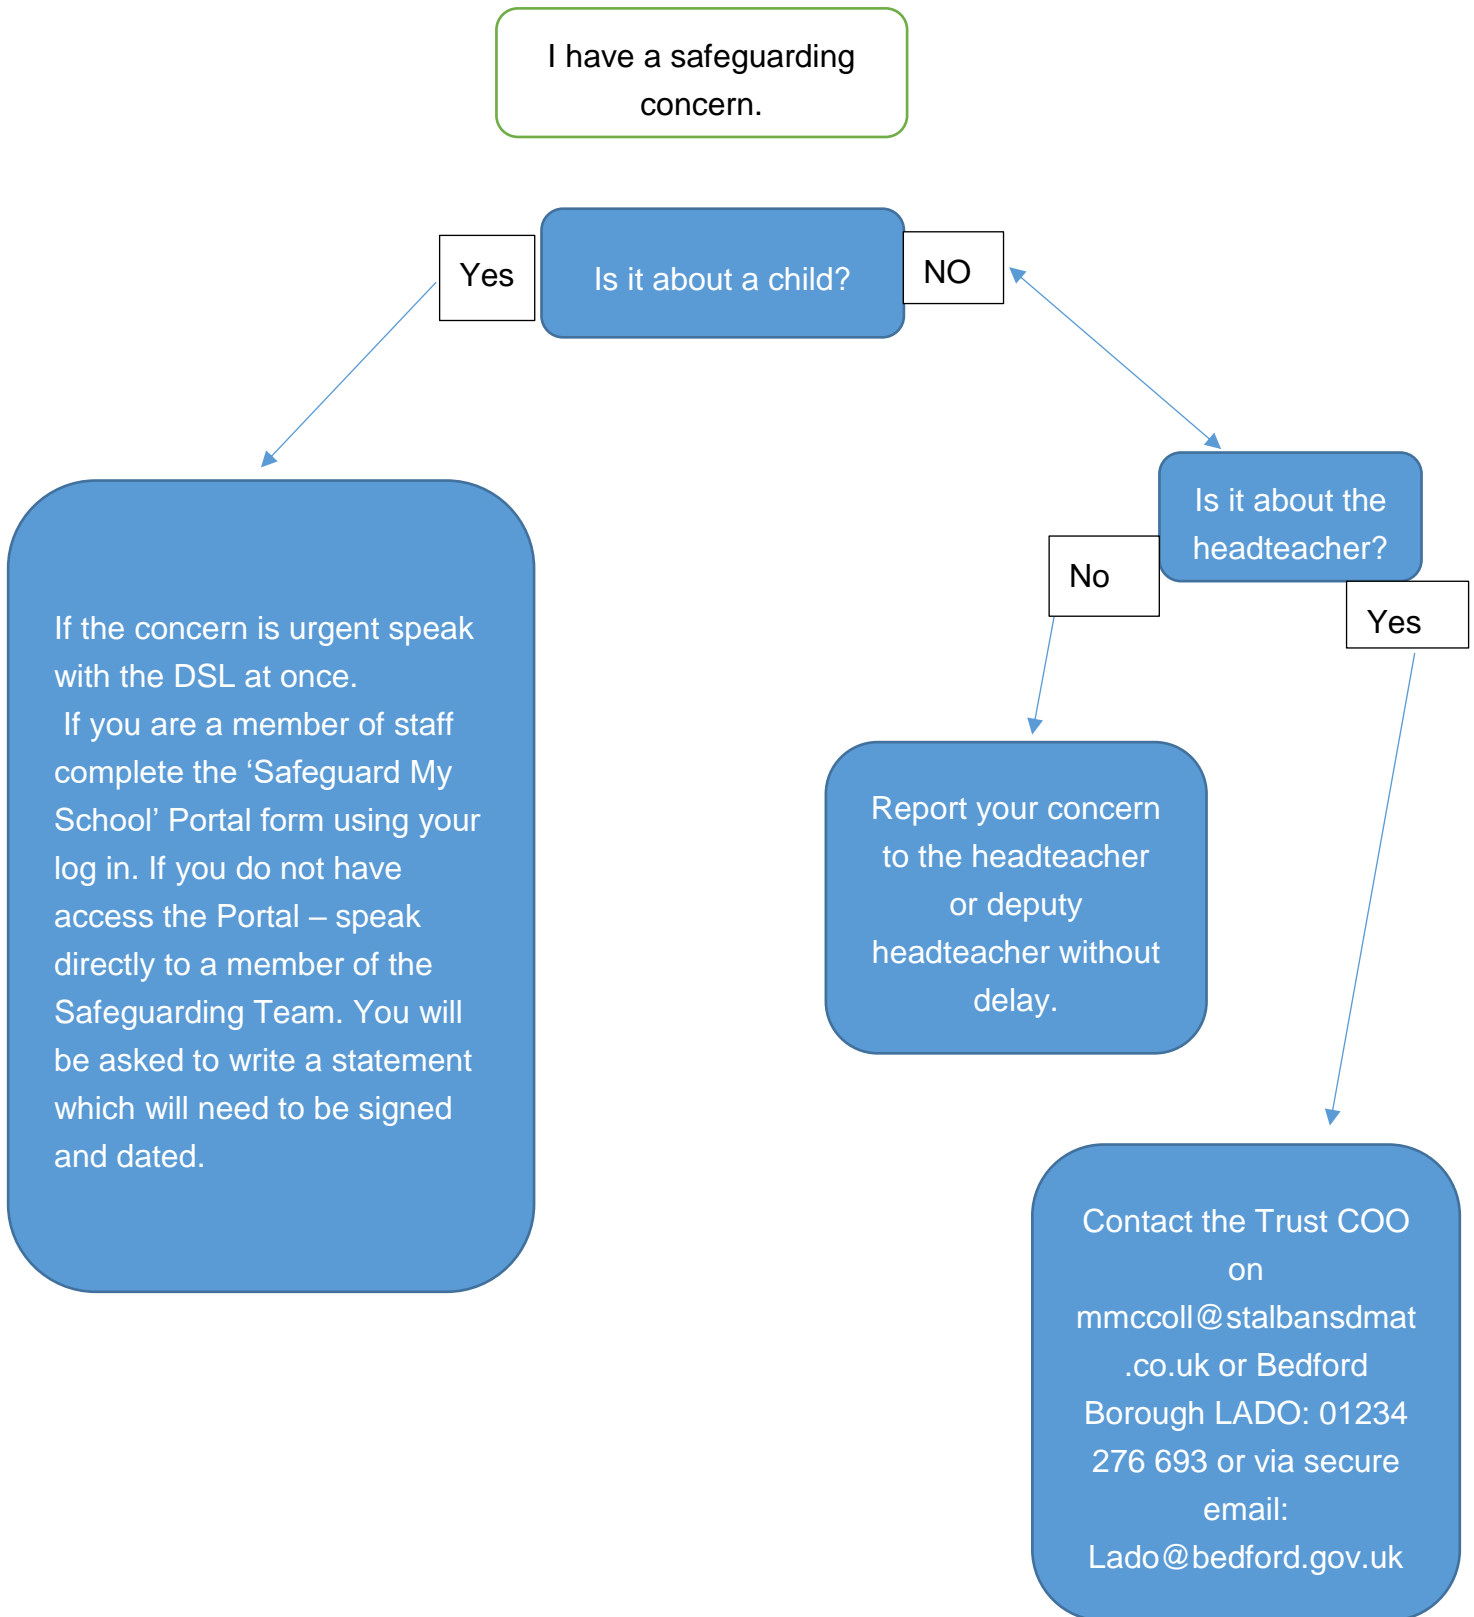 I have a safeguarding
concern.
Yes
Is it about a child?
NO
If the concern is urgent speak
with the DSL at once.
If you are a member of staff
complete the ‘Safeguard My
School’ Portal form using your
log in. If you do not have
access the Portal – speak
directly to a member of the
Safeguarding Team. You will
be asked to write a statement
which will need to be signed
and dated.
Is it about the
headteacher?
No
Yes
Report your concern
to the headteacher
or deputy
headteacher without
delay.
Contact the Trust COO
on
mmccoll@stalbansdmat
.co.uk or Bedford
Borough LADO: 01234
276 693 or via secure
email:
Lado@bedford.gov.uk